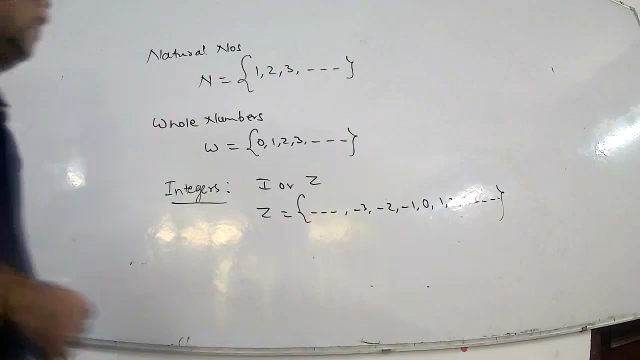 Natural Nos
N = {1, 2, 3, - - - -}
Whole Numbers
W = {0, 1, 2, 3, - - - -}
Integers: I or Z
Z = {- - - -, -3, -2, -1, 0, 1, - - - - -}